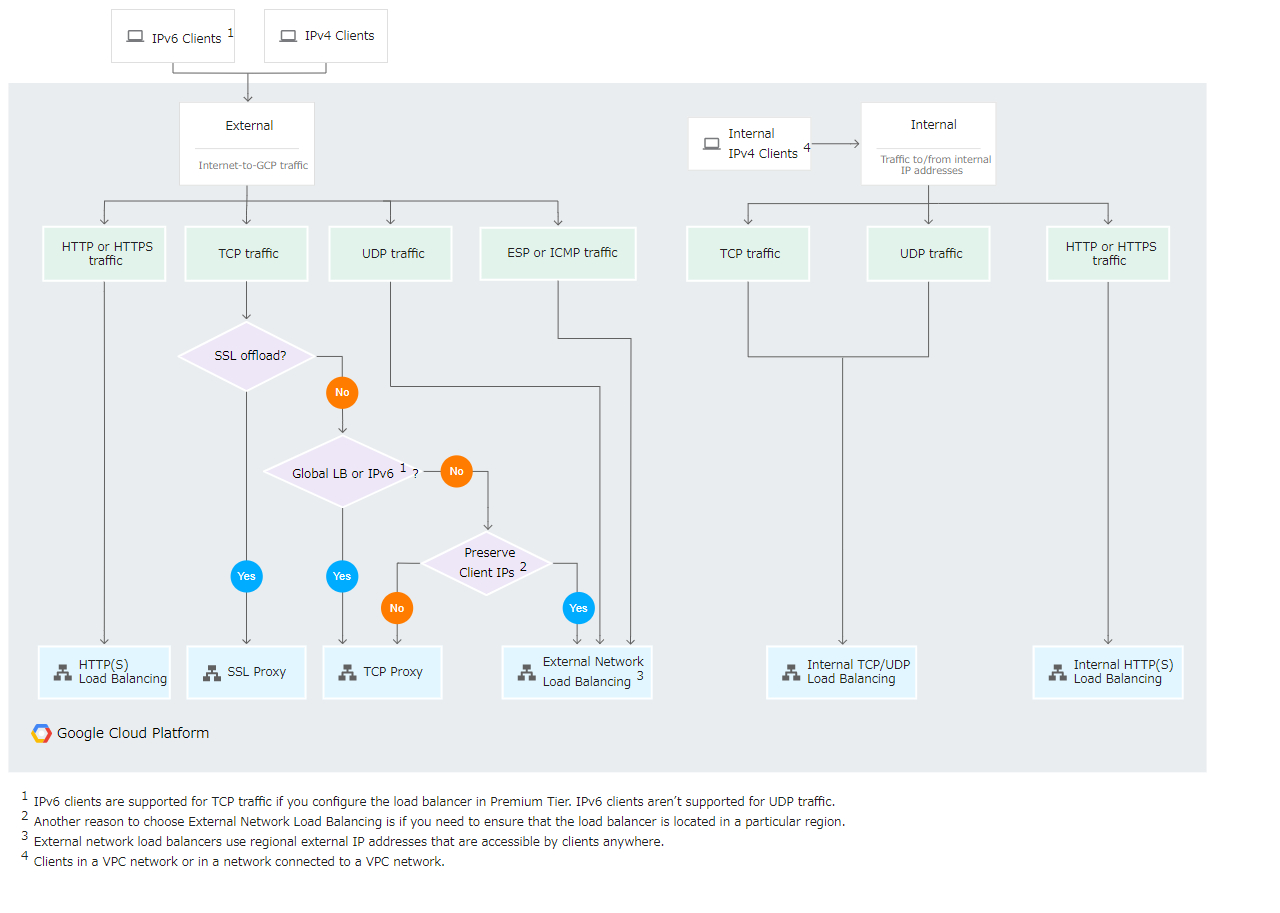 IPv6 Clients 1
IPv4 Clients
External
Internet-to-GCP traffic
Internal
IPv4 Clients 4
Internal
Traffic to/from internal
IP addresses
HTTP or HTTPS
traffic
TCP traffic
UDP traffic
ESP or ICMP traffic
TCP traffic
UDP traffic
HTTP or HTTPS
traffic
SSL offload?
No
Global LB or IPv6 1 ?
No
Preserve
Client IPs 2
Yes
Yes
No
Yes
HTTP(S)
Load Balancing
SSL Proxy
TCP Proxy
External Network
Load Balancing 3
Internal TCP/UDP
Load Balancing
Internal HTTP(S)
Load Balancing
Google Cloud Platform
1 IPv6 clients are supported for TCP traffic if you configure the load balancer in Premium Tier. IPv6 clients aren’t supported for UDP traffic.
2 Another reason to choose External Network Load Balancing is if you need to ensure that the load balancer is located in a particular region.
3 External network load balancers use regional external IP addresses that are accessible by clients anywhere.
4 Clients in a VPC network or in a network connected to a VPC network.